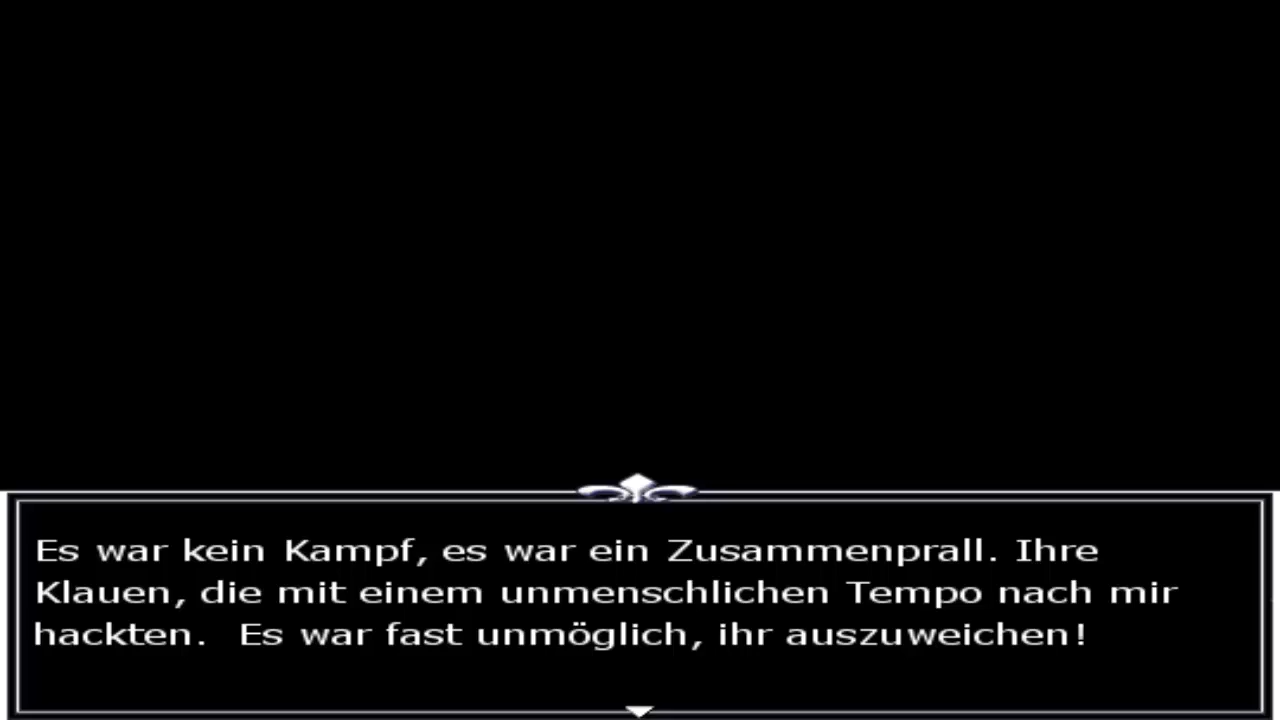 Es war kein Kampf, es war ein Zusammenprall. Ihre
Klauen, die mit einem unmenschlichen Tempo nach mir
hackten.  Es war fast unmöglich, ihr auszuweichen!